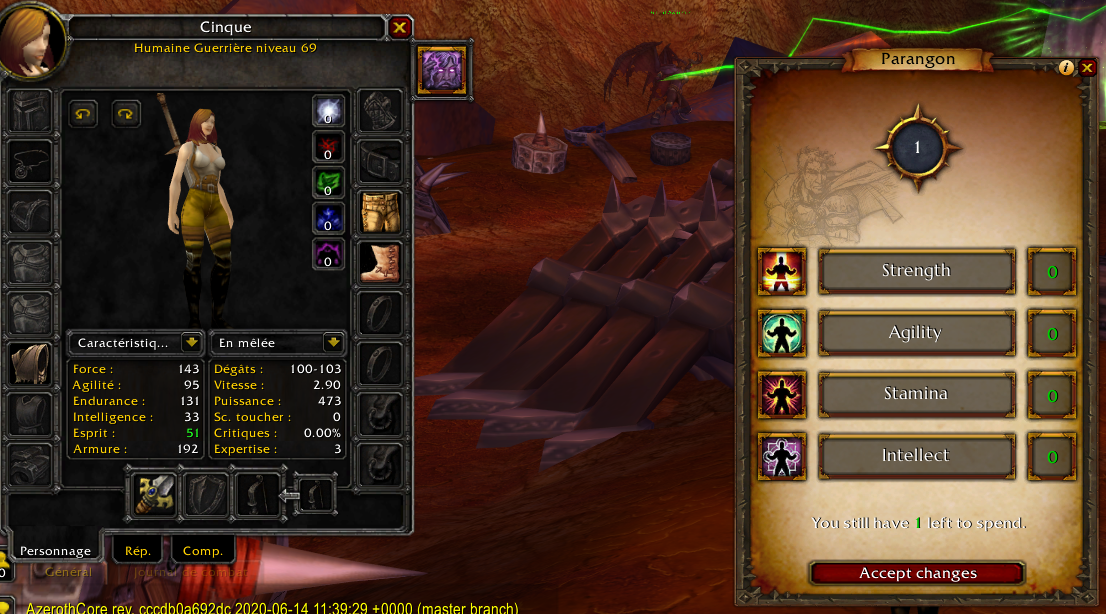 Cinque
Humaine Guerrière niveau 69
0
0
0
0
0
Caractéristiq...
En mêlée
Force : 143
Agilité : 95
Endurance : 131
Intelligence : 33
Esprit : 51
Armure : 192
Dégâts : 100-103
Vitesse : 2.90
Puissance : 473
Sc. toucher : 0
Critiques : 0.00%
Expertise : 3
Personnage
Rép.
Comp.
Général
Journal de combat
0
AzerothCore rev. cccdb0a692dc 2020-06-14 11:39:29 +0000 (master branch)
Parangon
i
1
Strength 0
Agility 0
Stamina 0
Intellect 0
You still have 1 left to spend.
Accept changes